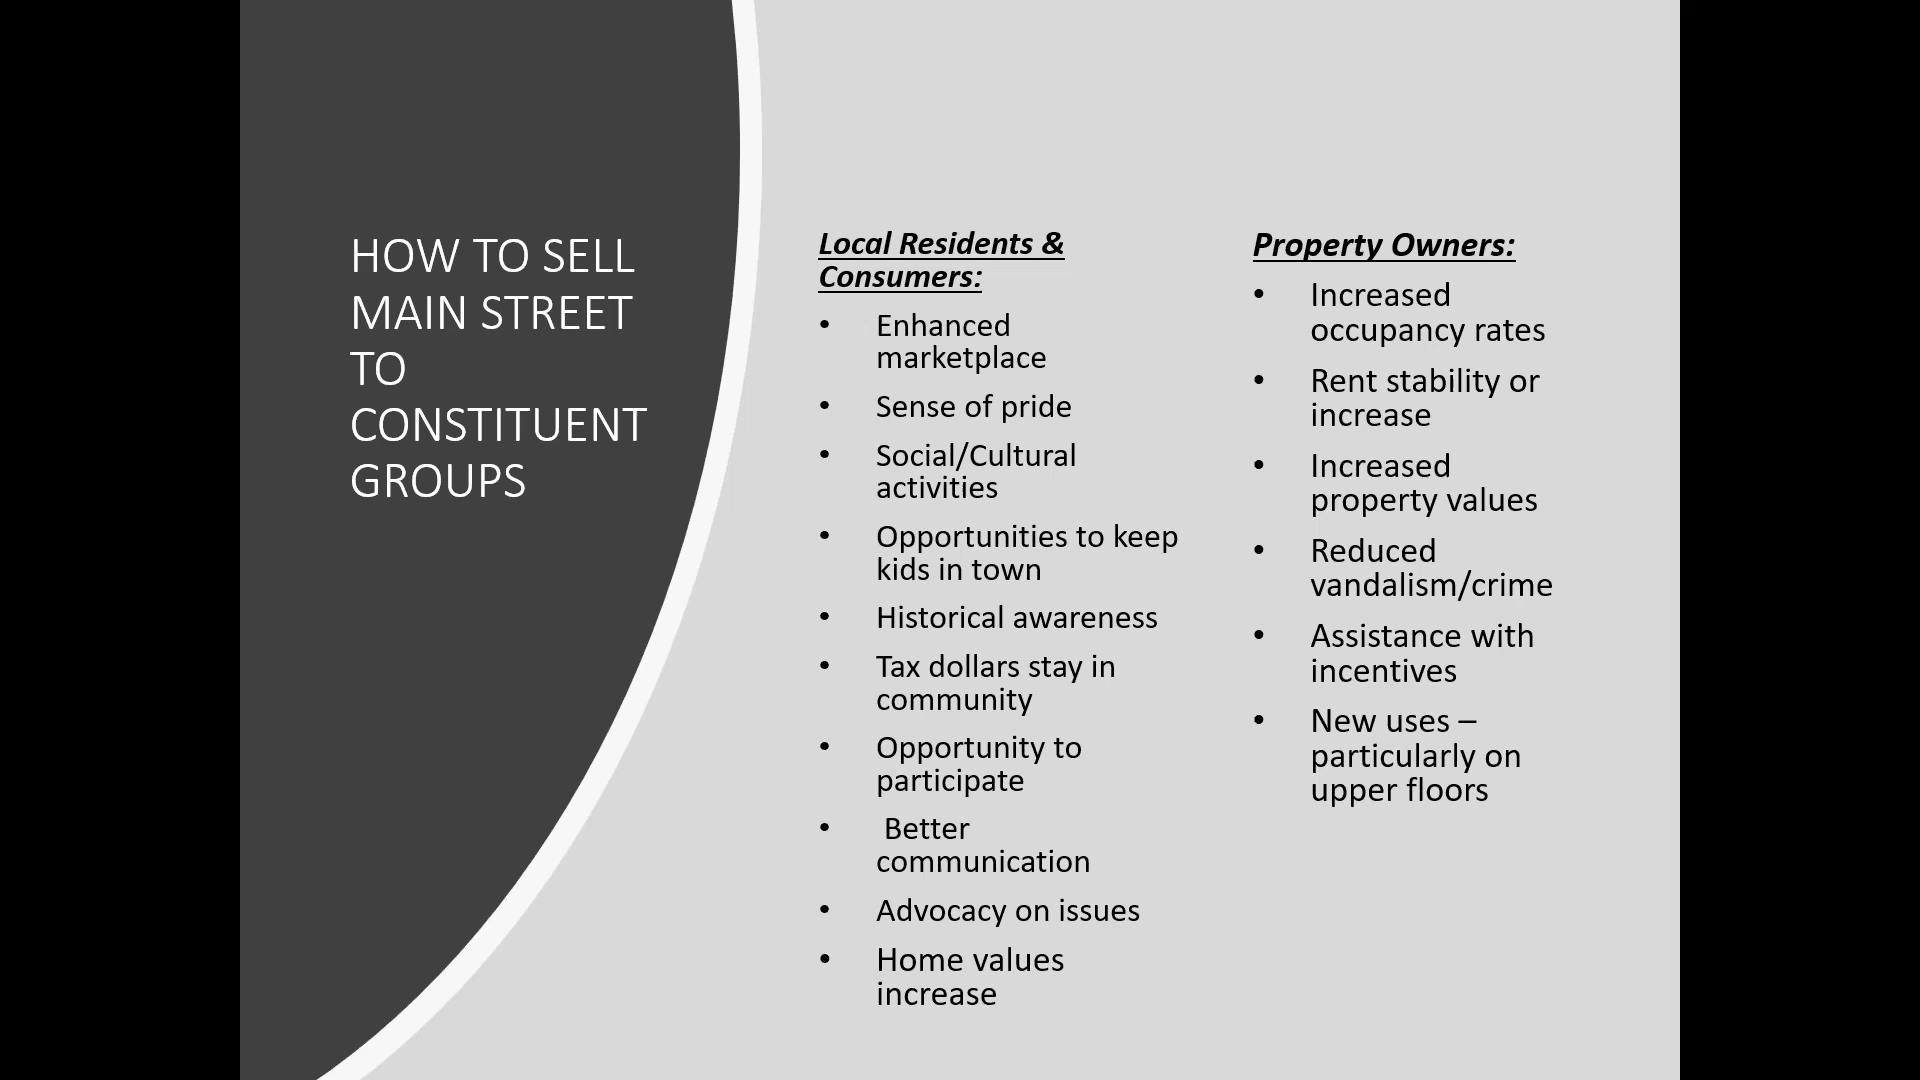 HOW TO SELL
MAIN STREET
TO
CONSTITUENT
GROUPS
Local Residents &
Consumers:
• Enhanced
marketplace
• Sense of pride
• Social/Cultural
activities
• Opportunities to keep
kids in town
• Historical awareness
• Tax dollars stay in
community
• Opportunity to
participate
• Better
communication
• Advocacy on issues
• Home values
increase
Property Owners:
• Increased
occupancy rates
• Rent stability or
increase
• Increased
property values
• Reduced
vandalism/crime
• Assistance with
incentives
• New uses –
particularly on
upper floors